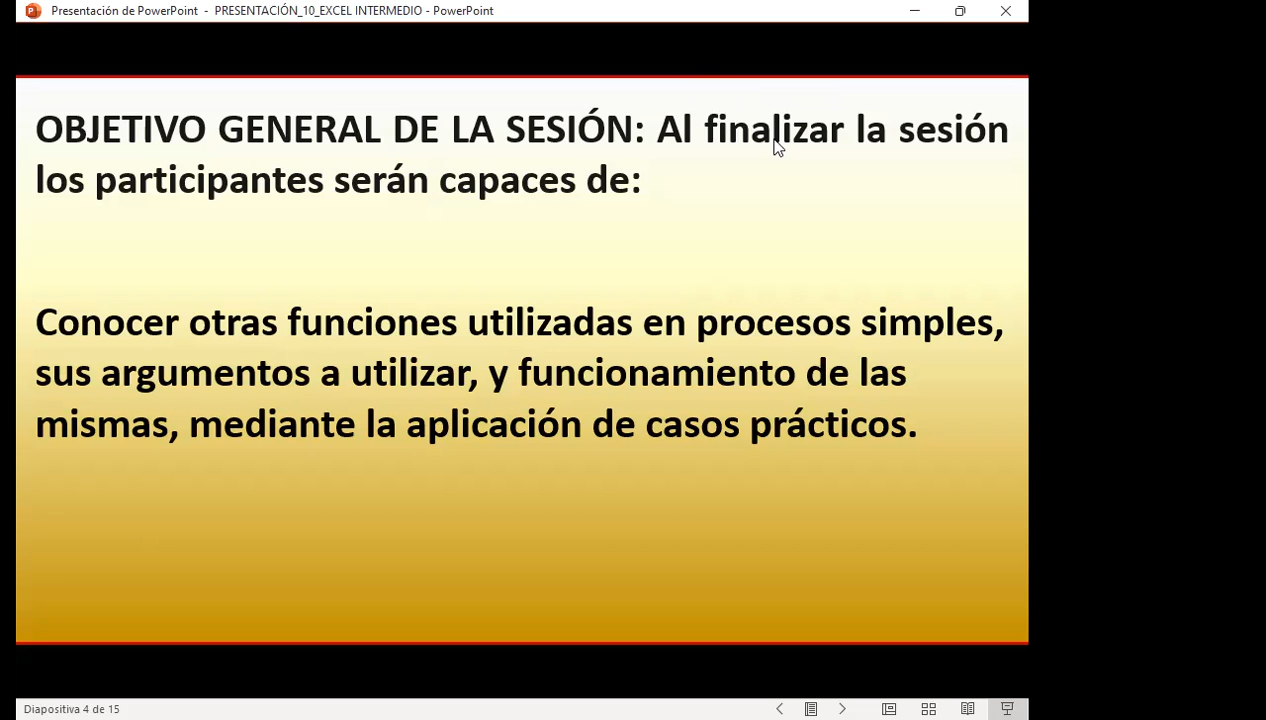 Presentación de PowerPoint - PRESENTACIÓN_10_EXCEL INTERMEDIO - PowerPoint
OBJETIVO GENERAL DE LA SESIÓN: Al finalizar la sesión
los participantes serán capaces de:
Conocer otras funciones utilizadas en procesos simples,
sus argumentos a utilizar, y funcionamiento de las
mismas, mediante la aplicación de casos prácticos.
Diapositiva 4 de 15